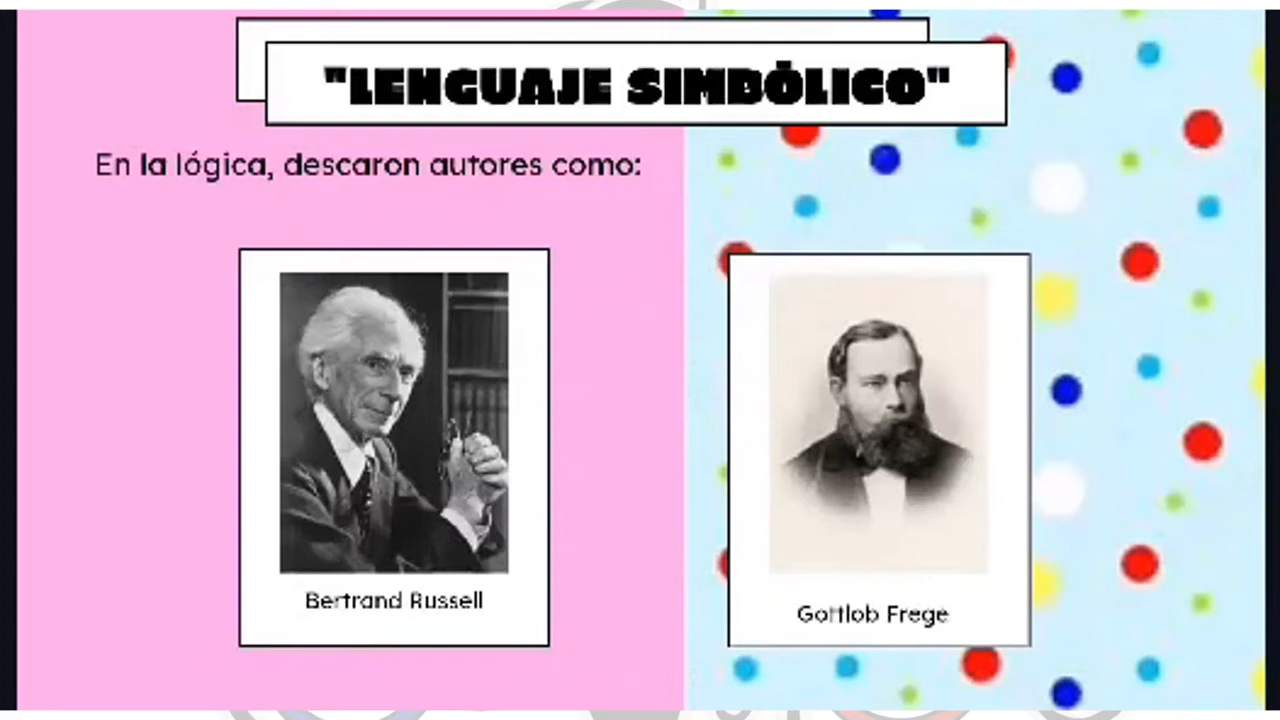 "LENGUAJE SIMBÓLICO"
En la lógica, descaron autores como:
Bertrand Russell
Gottlob Frege